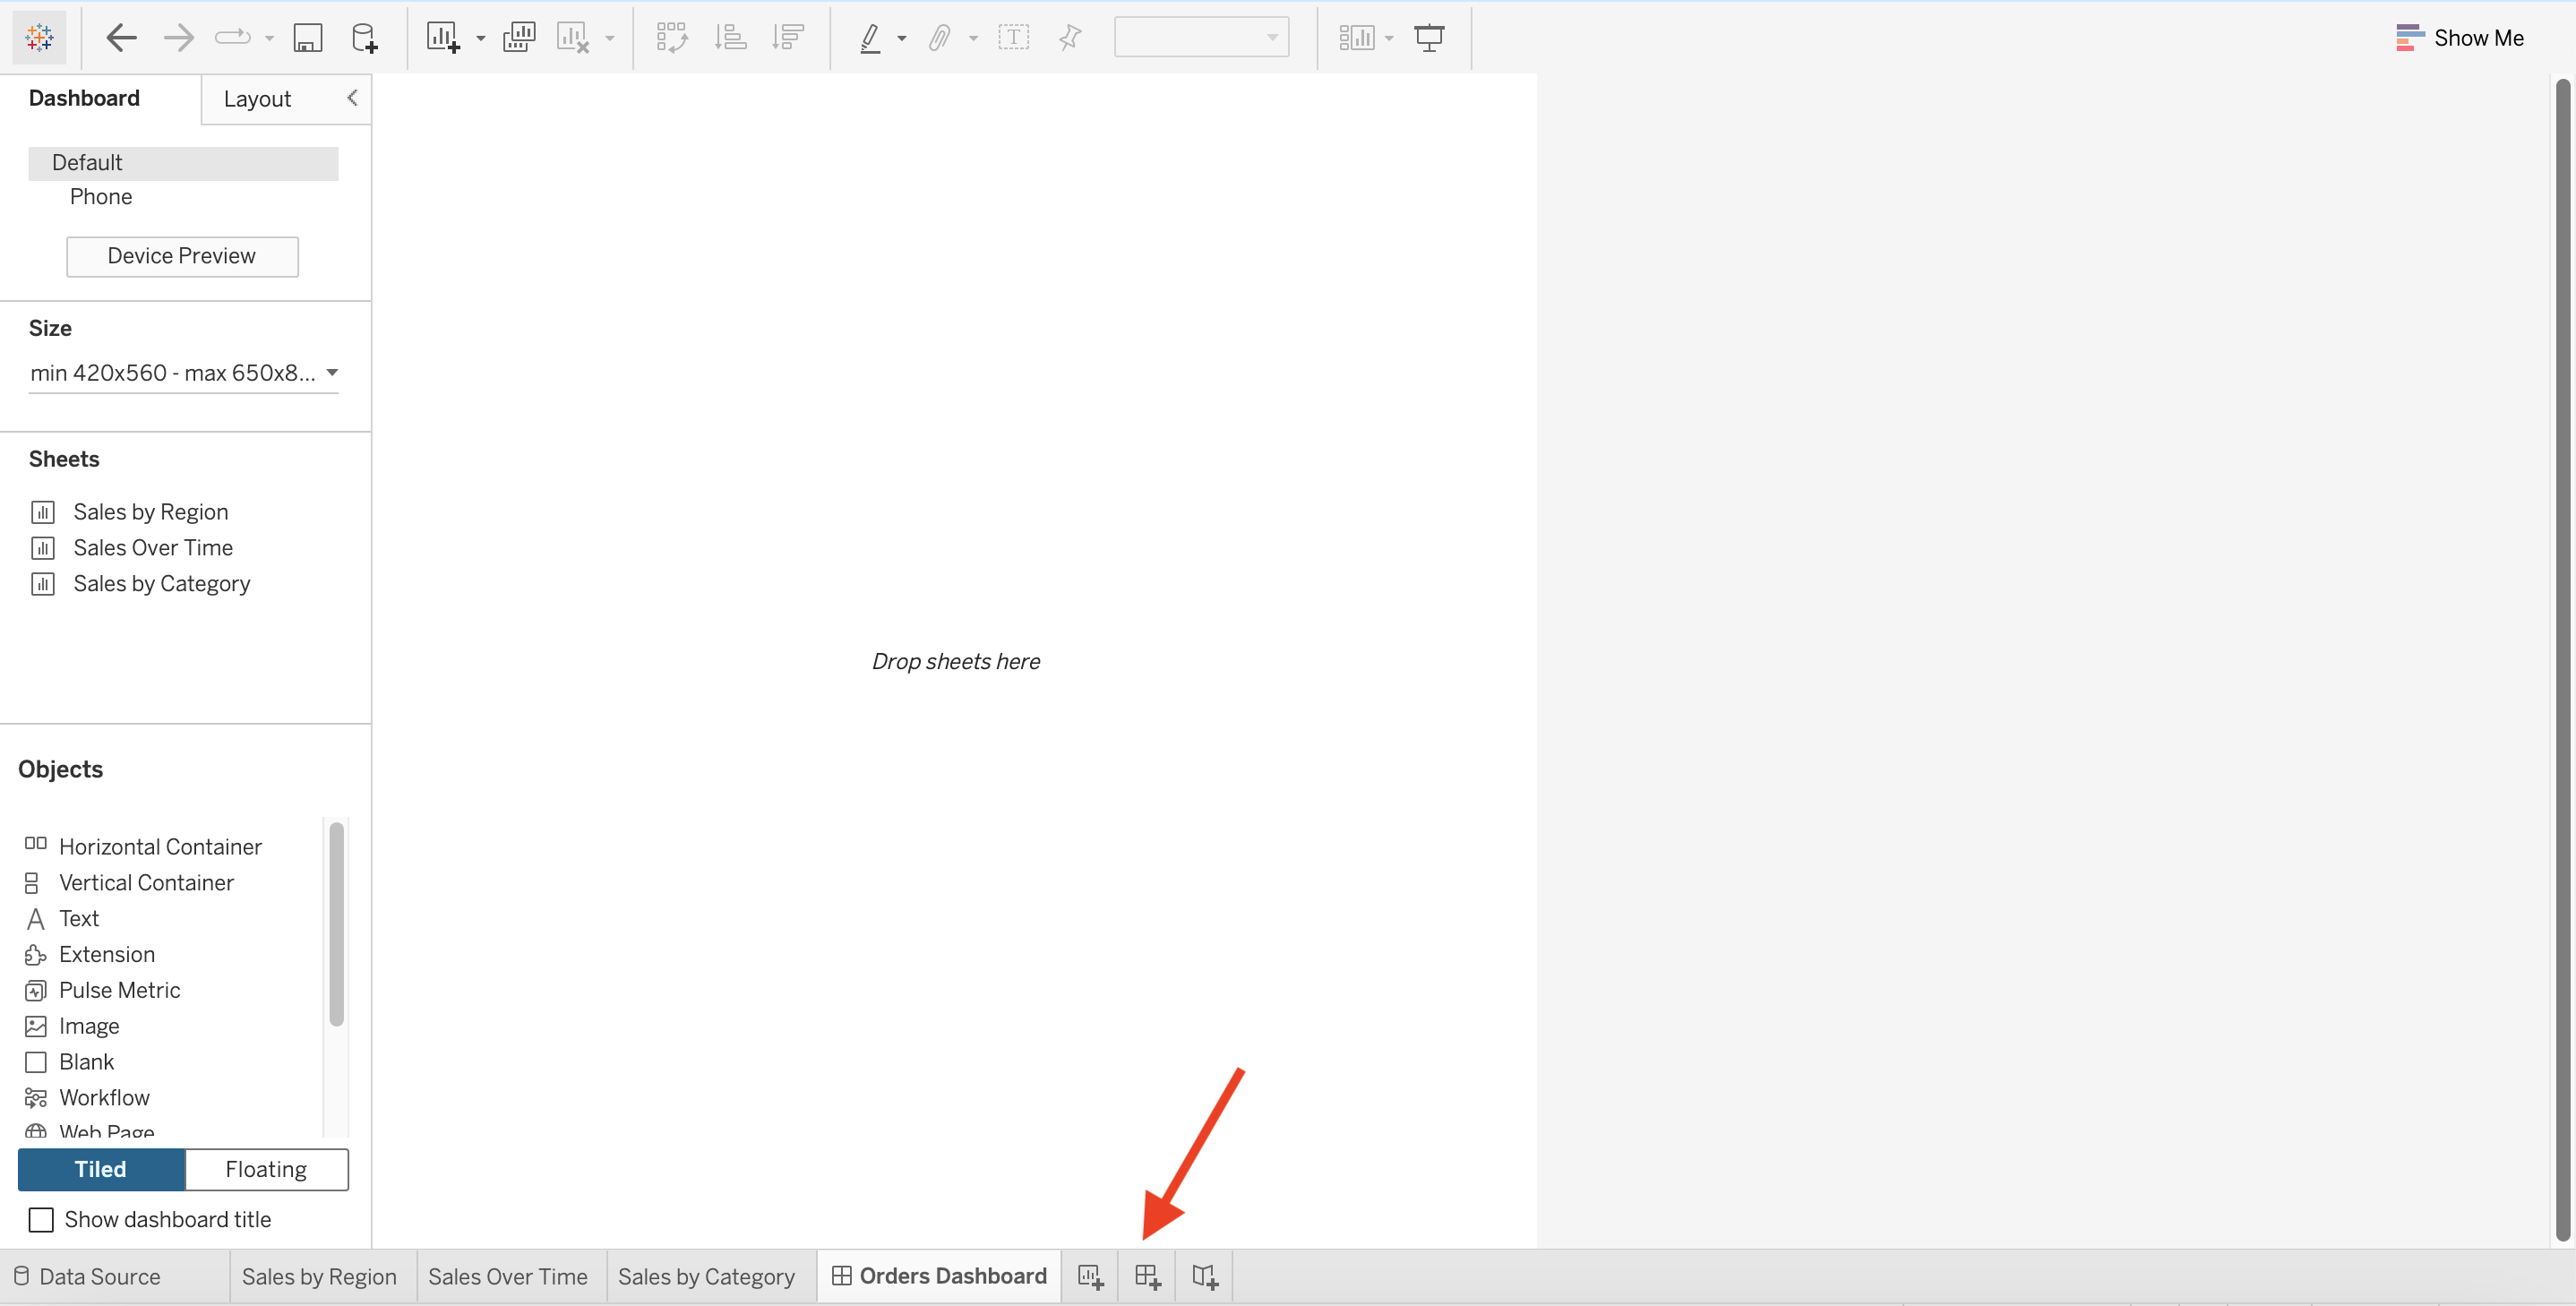 Show Me
Dashboard
Layout
Default
Phone
Device Preview
Size
min 420x560 - max 650x8...
Sheets
Sales by Region
Sales Over Time
Sales by Category
Drop sheets here
Objects
Horizontal Container
Vertical Container
A Text
Extension
Pulse Metric
Image
Blank
Workflow
Web Page
Tiled
Floating
Show dashboard title
Data Source
Sales by Region
Sales Over Time
Sales by Category
Orders Dashboard